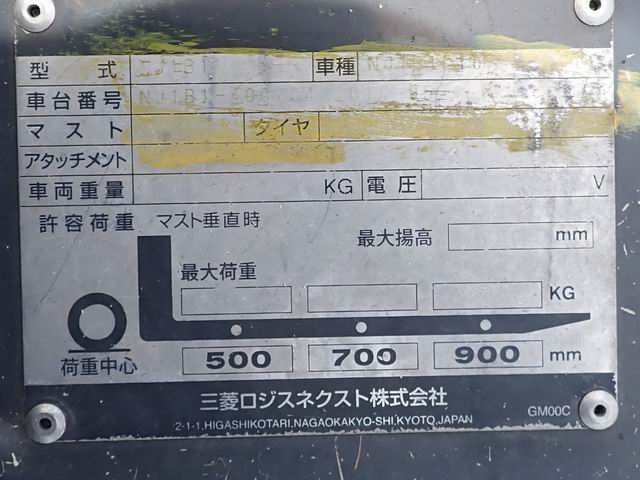 型式 車種
車台番号
マスト タイヤ
アタッチメント
車両重量 KG 電圧 V
許容荷重 マスト垂直時
最大揚高 mm
最大荷重
KG
荷重中心 500 700 900 mm
三菱ロジスネクスト株式会社
GM00C
2-1-1,HIGASHIKOTARI,NAGAOKAKYO-SHI,KYOTO,JAPAN